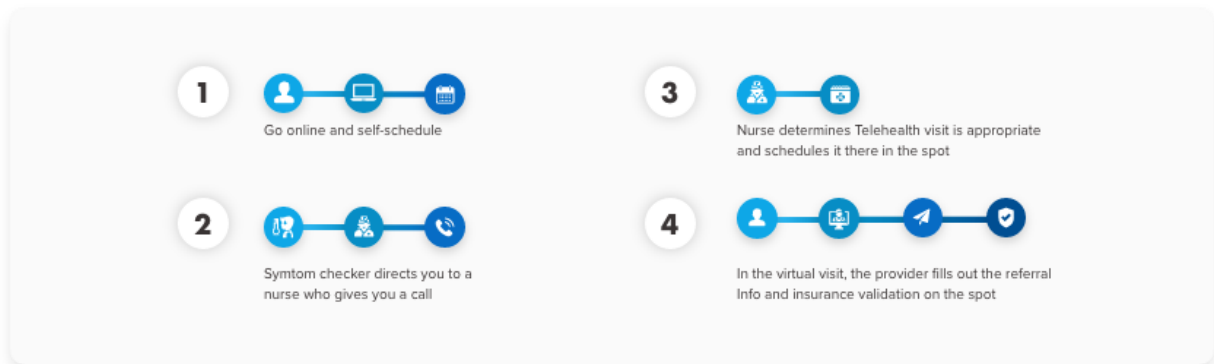 1
Go online and self-schedule
2
Symtom checker directs you to a
nurse who gives you a call
3
Nurse determines Telehealth visit is appropriate
and schedules it there in the spot
4
In the virtual visit, the provider fills out the referral
Info and insurance validation on the spot